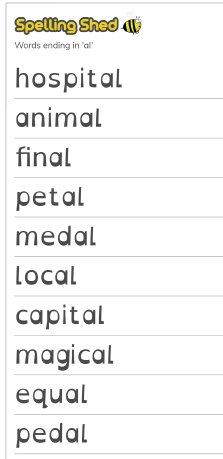 Spelling Shed
Words ending in 'al'
hospital
animal
final
petal
medal
local
capital
magical
equal
pedal